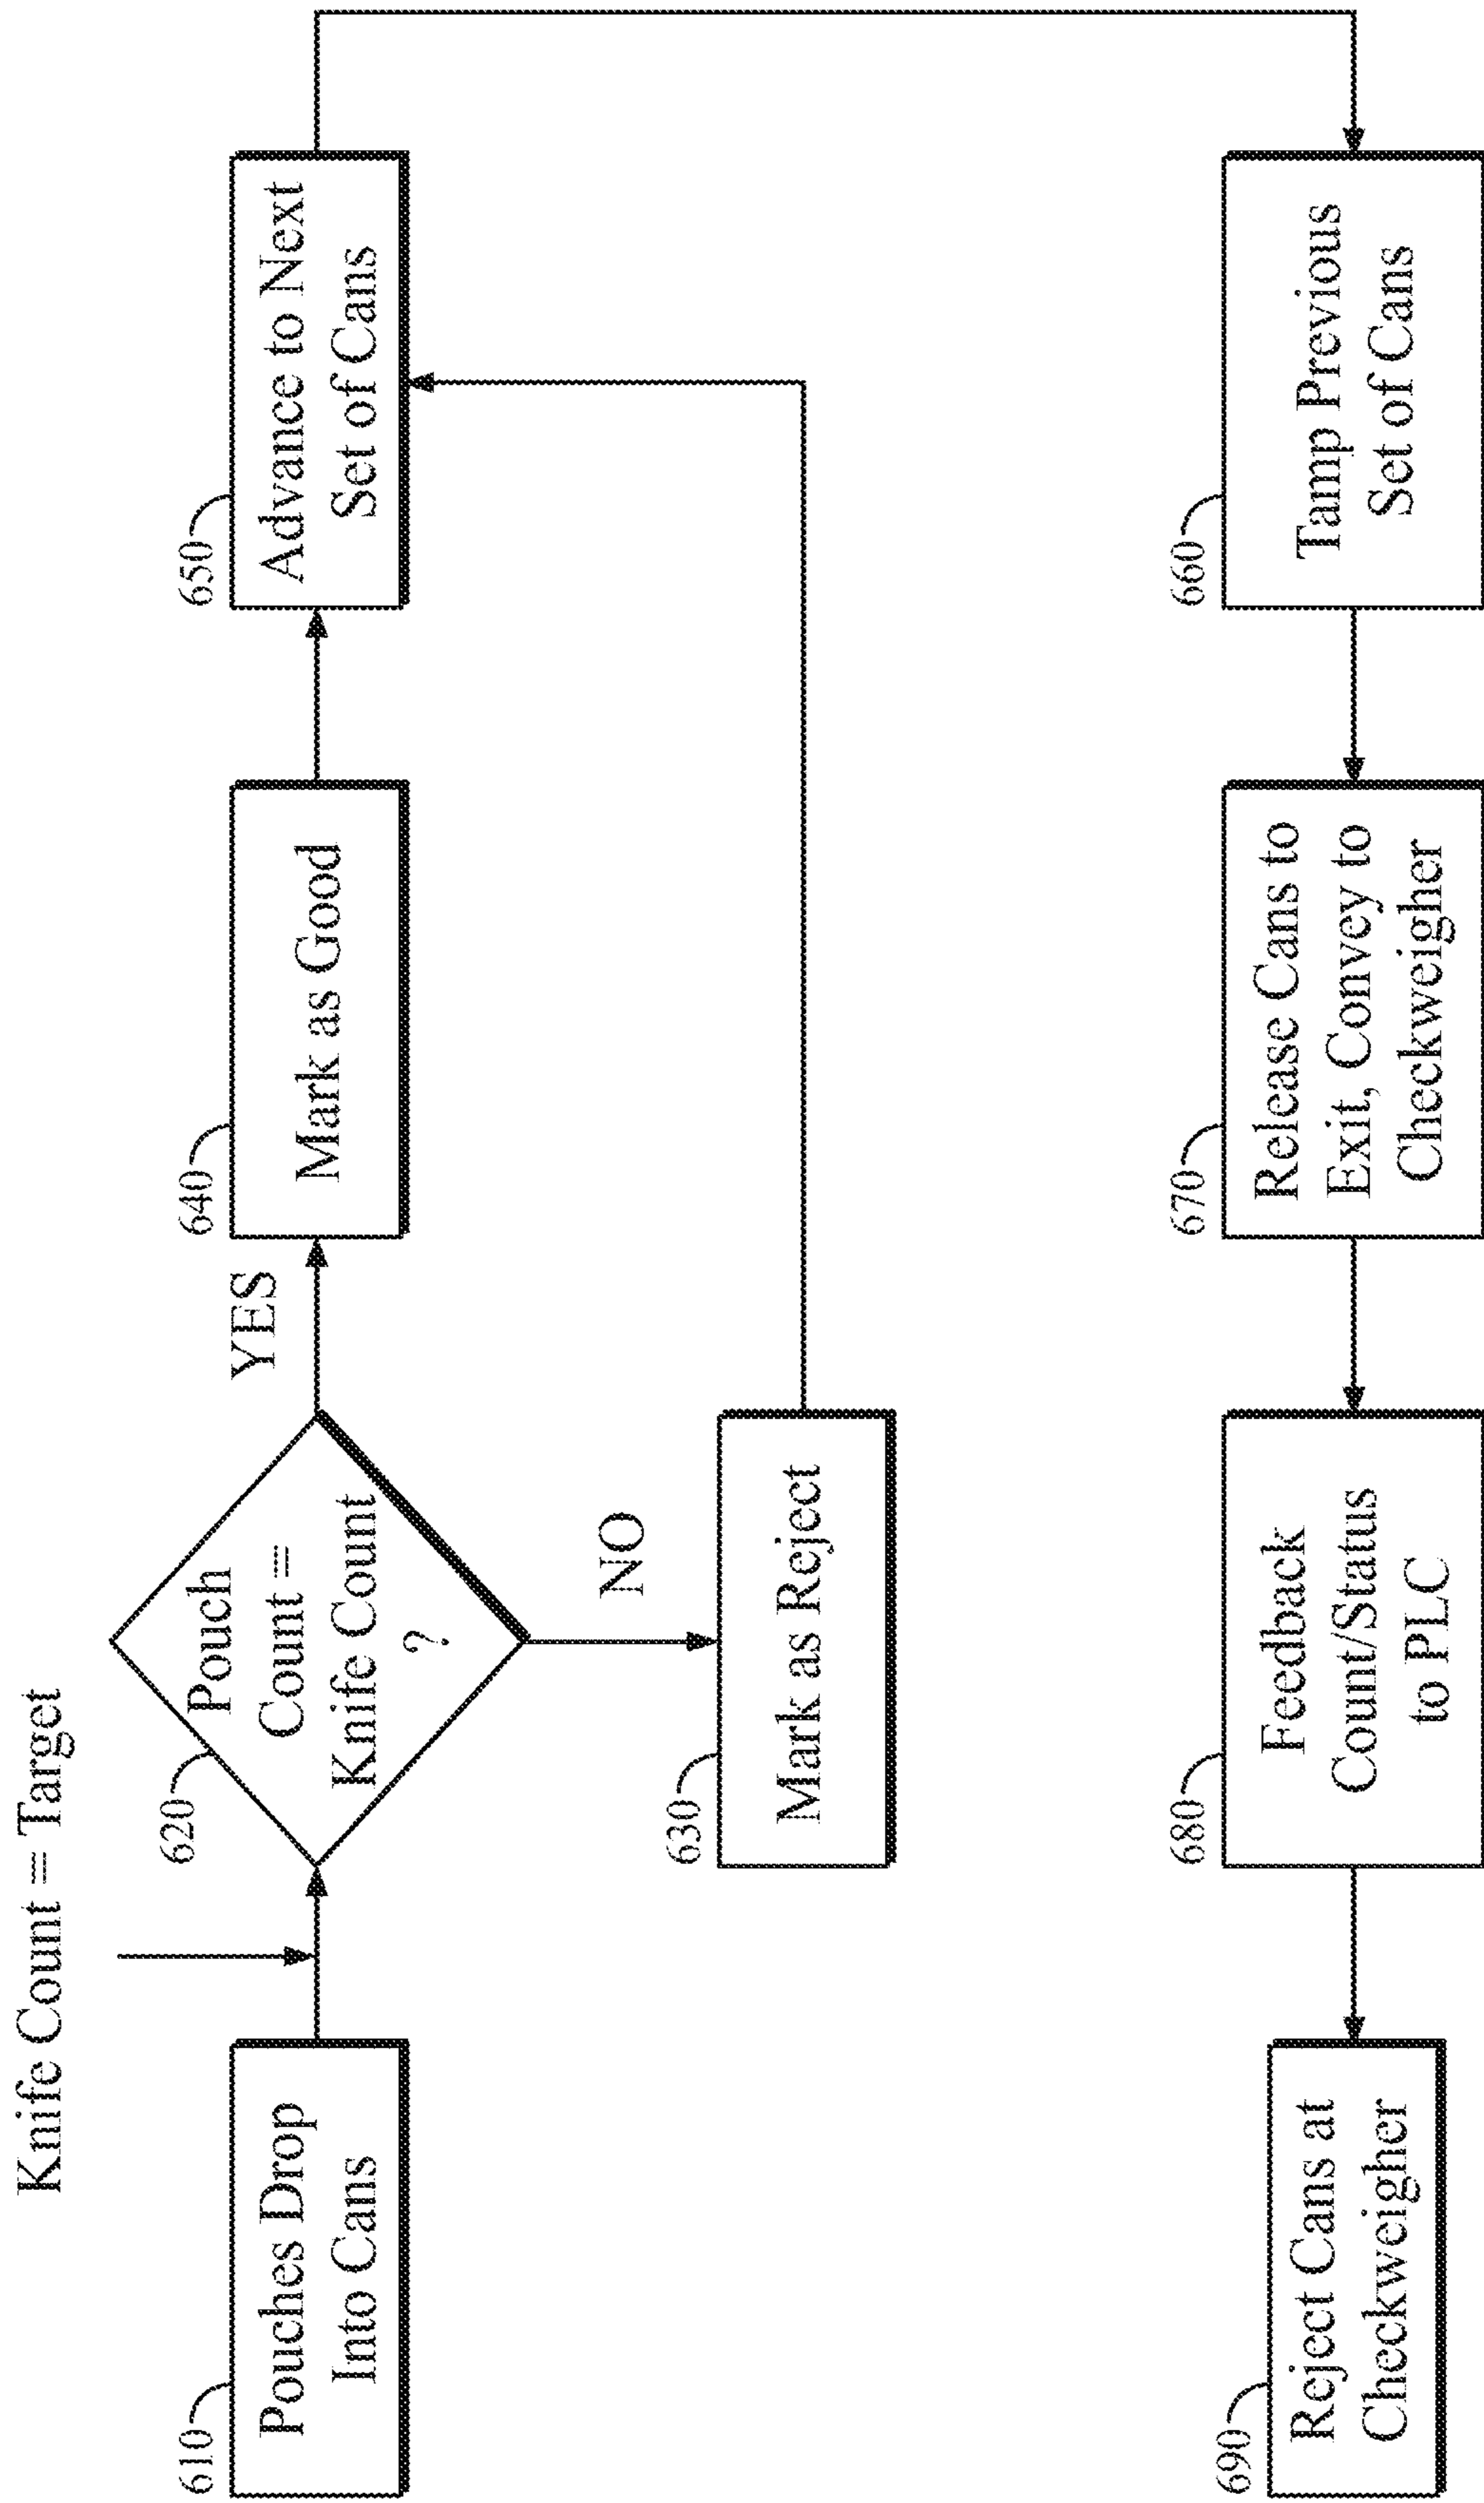 Knife Count = Target
610
Pouches Drop
Into Cans
620
Pouch
Count =
Knife Count
?
YES
NO
630
Mark as Reject
640
Mark as Good
650
Advance to Next
Set of Cans
660
Tamp Previous
Set of Cans
670
Release Cans to
Exit, Convey to
Checkweigher
680
Feedback
Count/Status
to PLC
690
Reject Cans at
Checkweigher